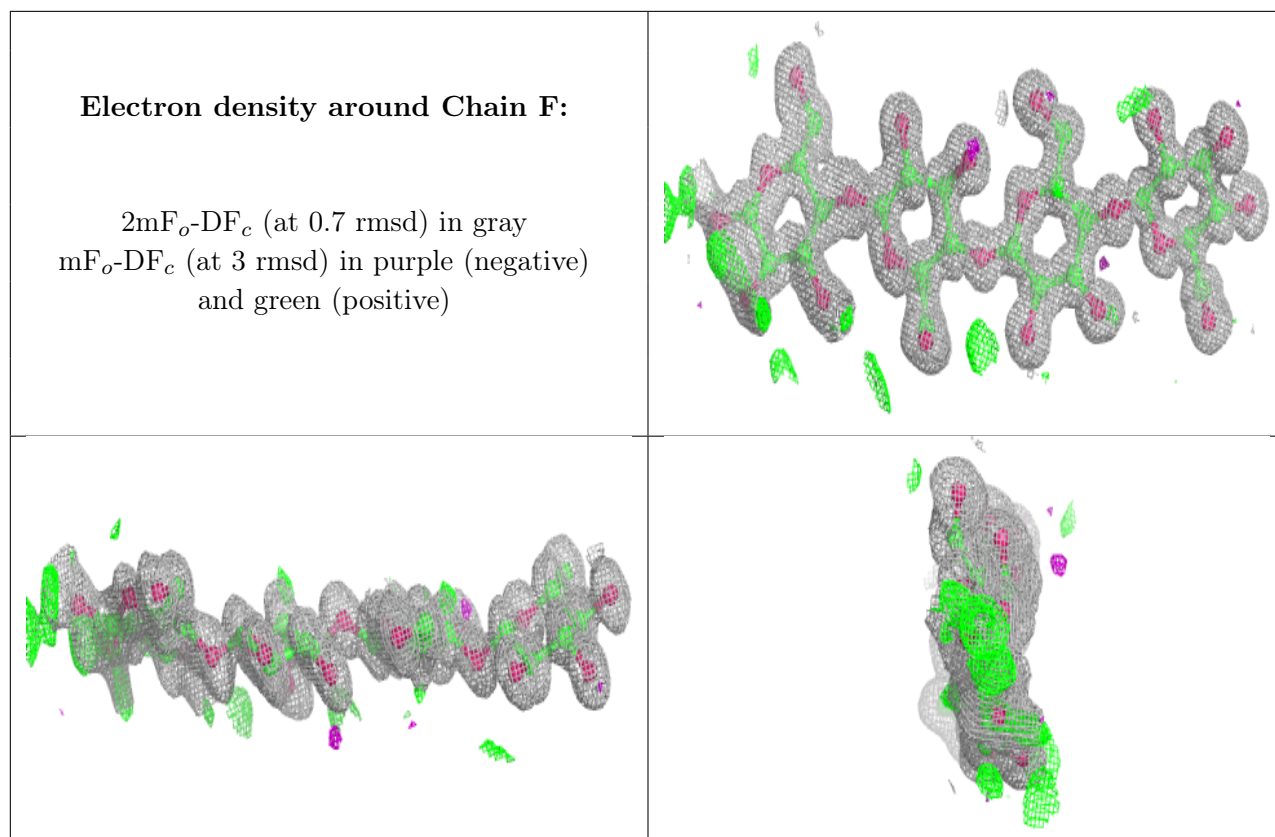 Electron density around Chain F:
2mFₒ-DF𝒸 (at 0.7 rmsd) in gray
mFₒ-DF𝒸 (at 3 rmsd) in purple (negative)
and green (positive)